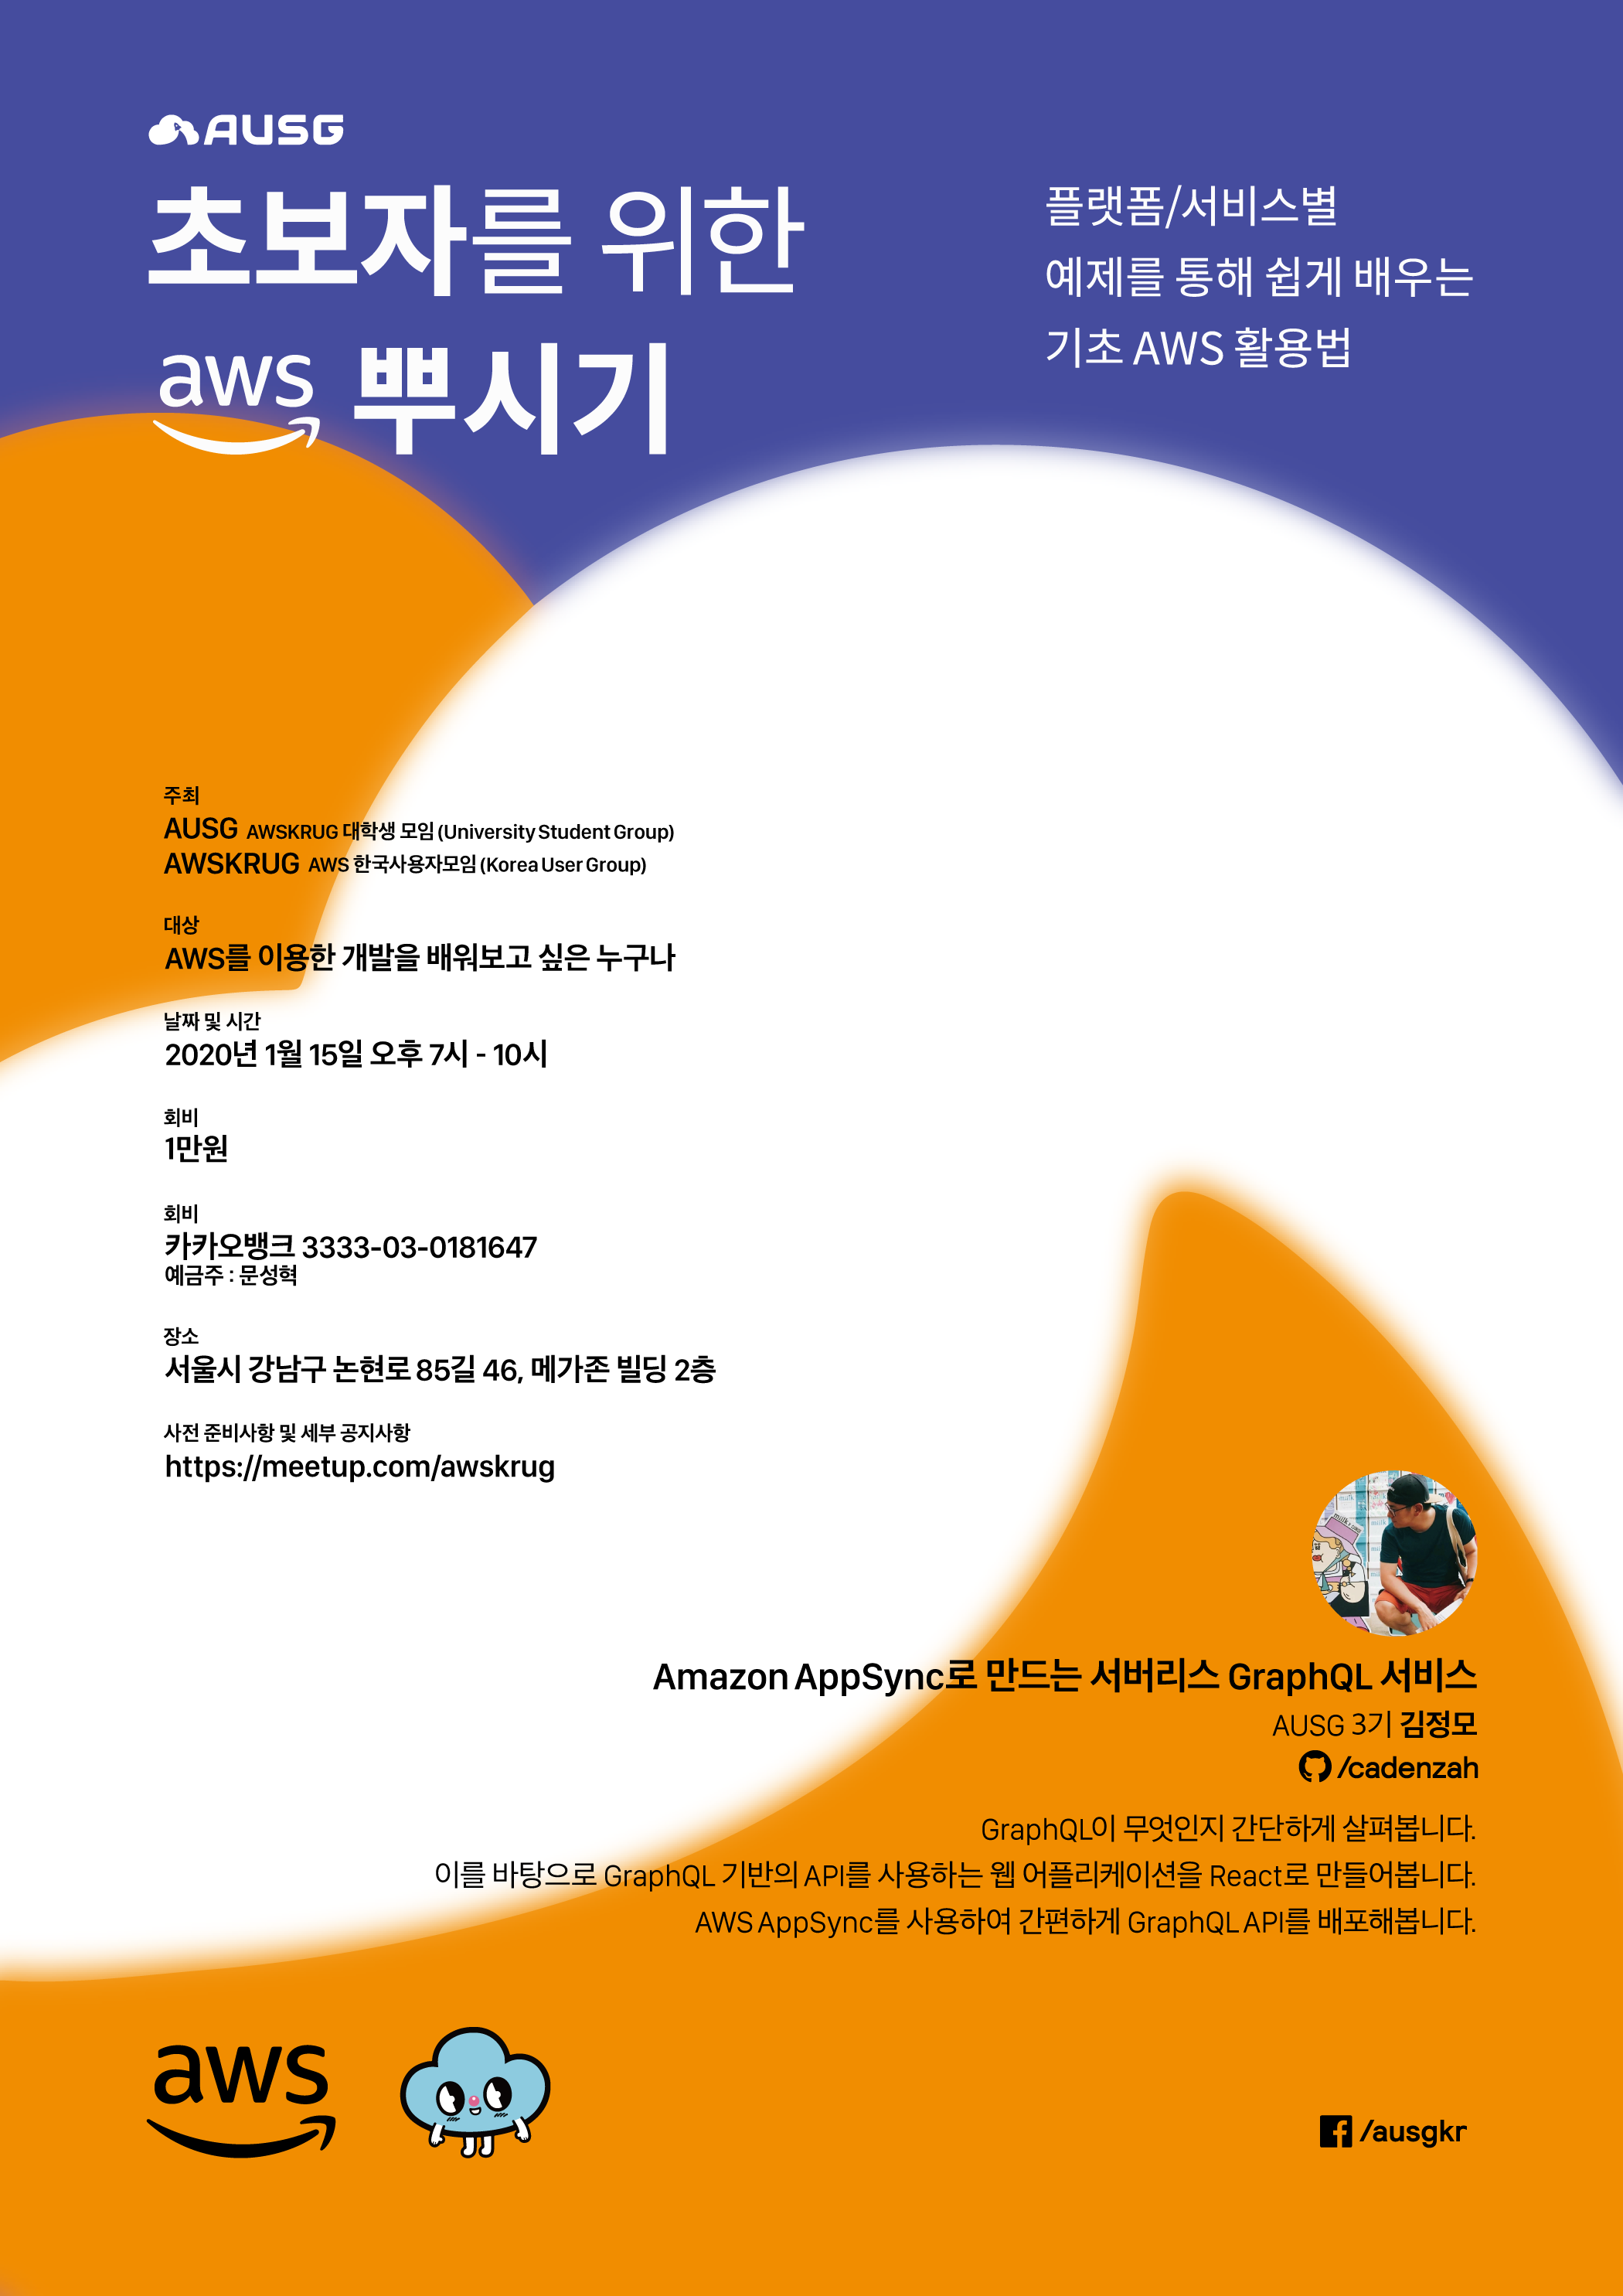 AUSG
초보자를 위한
aws 뿌시기
플랫폼/서비스별
예제를 통해 쉽게 배우는
기초 AWS 활용법
주최
AUSG AWSKRUG 대학생 모임 (University Student Group)
AWSKRUG AWS 한국사용자모임 (Korea User Group)
대상
AWS를 이용한 개발을 배워보고 싶은 누구나
날짜 및 시간
2020년 1월 15일 오후 7시 - 10시
회비
1만원
회비
카카오뱅크 3333-03-0181647
예금주 : 문성혁
장소
서울시 강남구 논현로 85길 46, 메가존 빌딩 2층
사전 준비사항 및 세부 공지사항
https://meetup.com/awskrug
Amazon AppSync로 만드는 서버리스 GraphQL 서비스
AUSG 3기 김정모
/cadenzah
GraphQL이 무엇인지 간단하게 살펴봅니다.
이를 바탕으로 GraphQL 기반의 API를 사용하는 웹 어플리케이션을 React로 만들어봅니다.
AWS AppSync를 사용하여 간편하게 GraphQL API를 배포해봅니다.
aws
/ausgkr